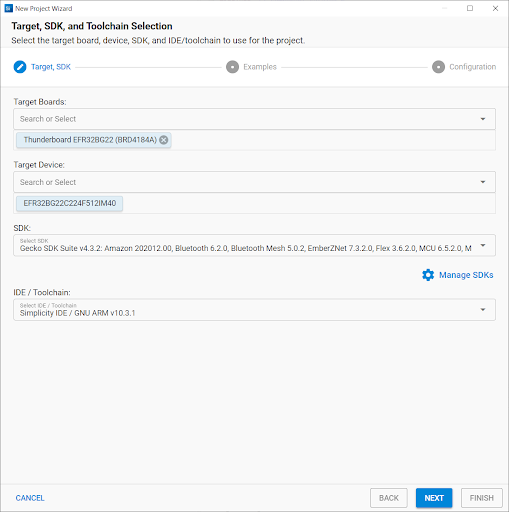 New Project Wizard
Target, SDK, and Toolchain Selection
Select the target board, device, SDK, and IDE/toolchain to use for the project.
Target, SDK
Examples
Configuration
Target Boards:
Search or Select
Thunderboard EFR32BG22 (BRD4184A)
Target Device:
Search or Select
EFR32BG22C224F512IM40
SDK:
Select SDK
Gecko SDK Suite v4.3.2: Amazon 202012.00, Bluetooth 6.2.0, Bluetooth Mesh 5.0.2, EmberZNet 7.3.2.0, Flex 3.6.2.0, MCU 6.5.2.0, M
Manage SDKs
IDE / Toolchain:
Select IDE / Toolchain
Simplicity IDE / GNU ARM v10.3.1
CANCEL
BACK
NEXT
FINISH